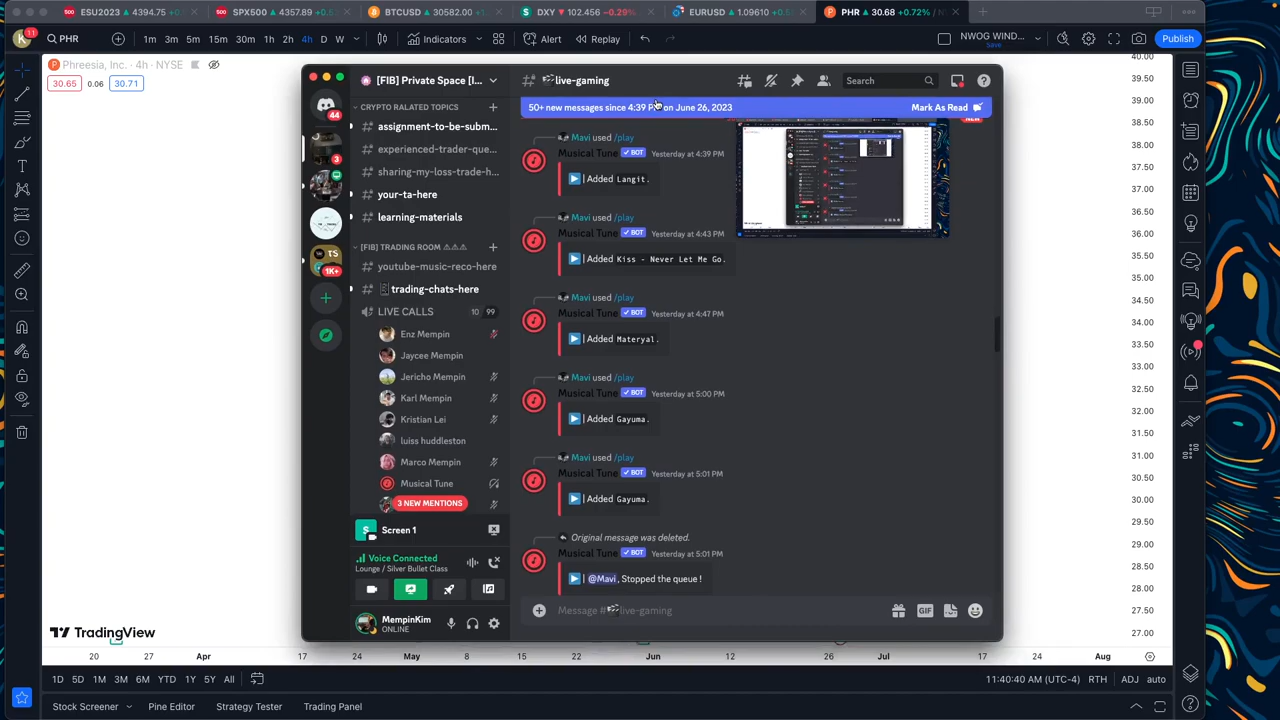 ESU2023 4394.75
SPX500 4357.89
BTCUSD 30582.00
DXY 102.456 −0.29%
EURUSD 1.09610
PHR 30.68 +0.72%
K 11
PHR
1m 3m 5m 15m 30m 1h 2h 4h D W
Indicators
Alert
Replay
NWOG WIND...
Save
Publish
Phreesia, Inc. · 4h · NYSE
30.65 0.06 30.71
[FIB] Private Space [I...
live-gaming
Search
50+ new messages since 4:39 PM on June 26, 2023
Mark As Read
NEW
44
3
TS
1K+
CRYPTO RALATED TOPICS
# assignment-to-be-subm...
# experienced-trader-que...
# sharing-my-loss-trade-h...
# your-ta-here
# learning-materials
[FIB] TRADING ROOM
# youtube-music-reco-here
# trading-chats-here
LIVE CALLS 10 99
Enz Mempin
Jaycee Mempin
Jericho Mempin
Karl Mempin
Kristian Lei
luiss huddleston
Marco Mempin
Musical Tune
3 NEW MENTIONS
S Screen 1
Voice Connected
Lounge / Silver Bullet Class
MempinKim
ONLINE
Mavi used /play
Musical Tune ✓ BOT Yesterday at 4:39 PM
| Added Langit.
Mavi used /play
Musical Tune ✓ BOT Yesterday at 4:43 PM
| Added Kiss - Never Let Me Go.
Mavi used /play
Musical Tune ✓ BOT Yesterday at 4:47 PM
| Added Materyal.
Mavi used /play
Musical Tune ✓ BOT Yesterday at 5:00 PM
| Added Gayuma.
Mavi used /play
Musical Tune ✓ BOT Yesterday at 5:01 PM
| Added Gayuma.
Original message was deleted.
Musical Tune ✓ BOT Yesterday at 5:01 PM
| @Mavi, Stopped the queue !
Message # live-gaming
GIF
40.00
39.50
39.00
38.50
38.00
37.50
37.00
36.50
36.00
35.50
35.00
34.50
34.00
33.50
33.00
32.50
32.00
31.50
31.00
30.50
30.00
29.50
29.00
28.50
28.00
27.50
27.00
TradingView
20 27 Apr 17 24 May 8 15 22 Jun 12 26 Jul 17 24 Aug
1D 5D 1M 3M 6M YTD 1Y 5Y All
11:40:40 AM (UTC-4) RTH ADJ auto
Stock Screener Pine Editor Strategy Tester Trading Panel